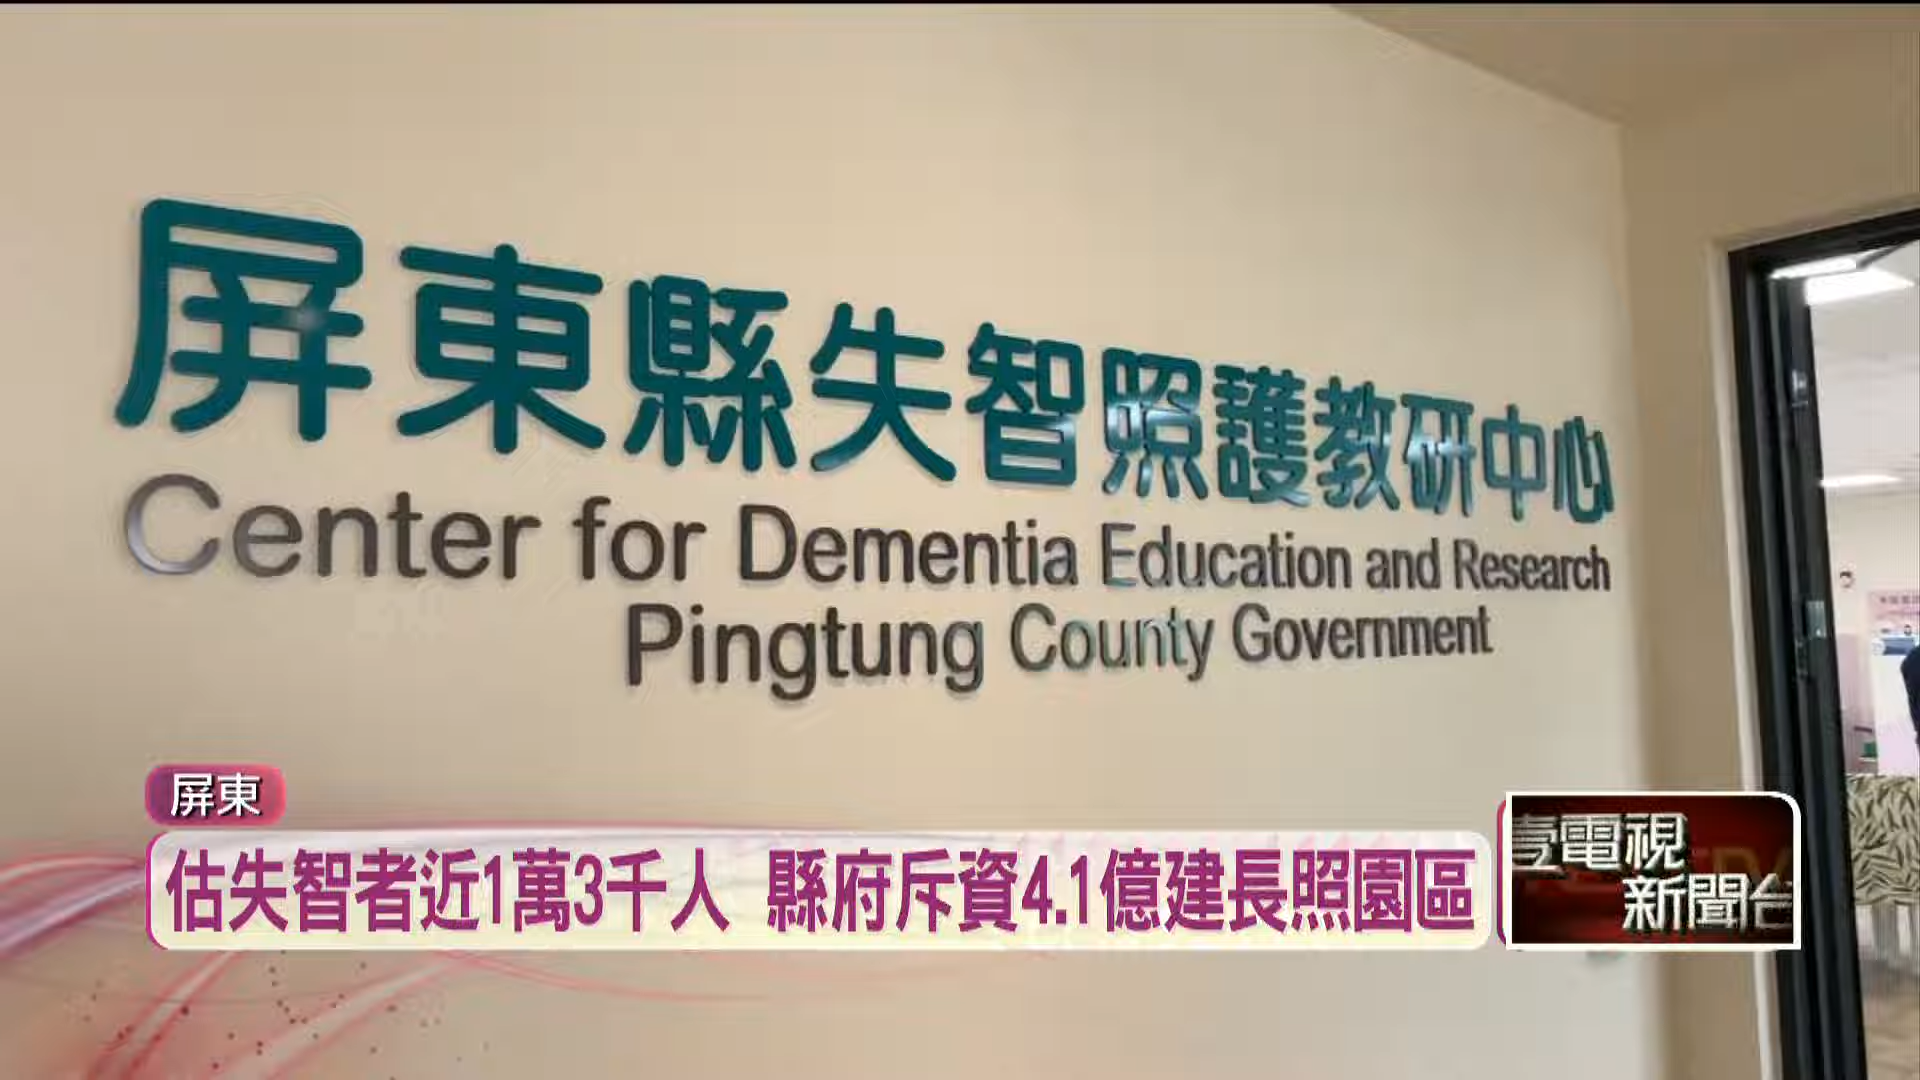 屏東縣失智照護教研中心
Center for Dementia Education and Research
Pingtung County Government
屏東
估失智者近1萬3千人 縣府斥資4.1億建長照園區
壹電視
新聞台